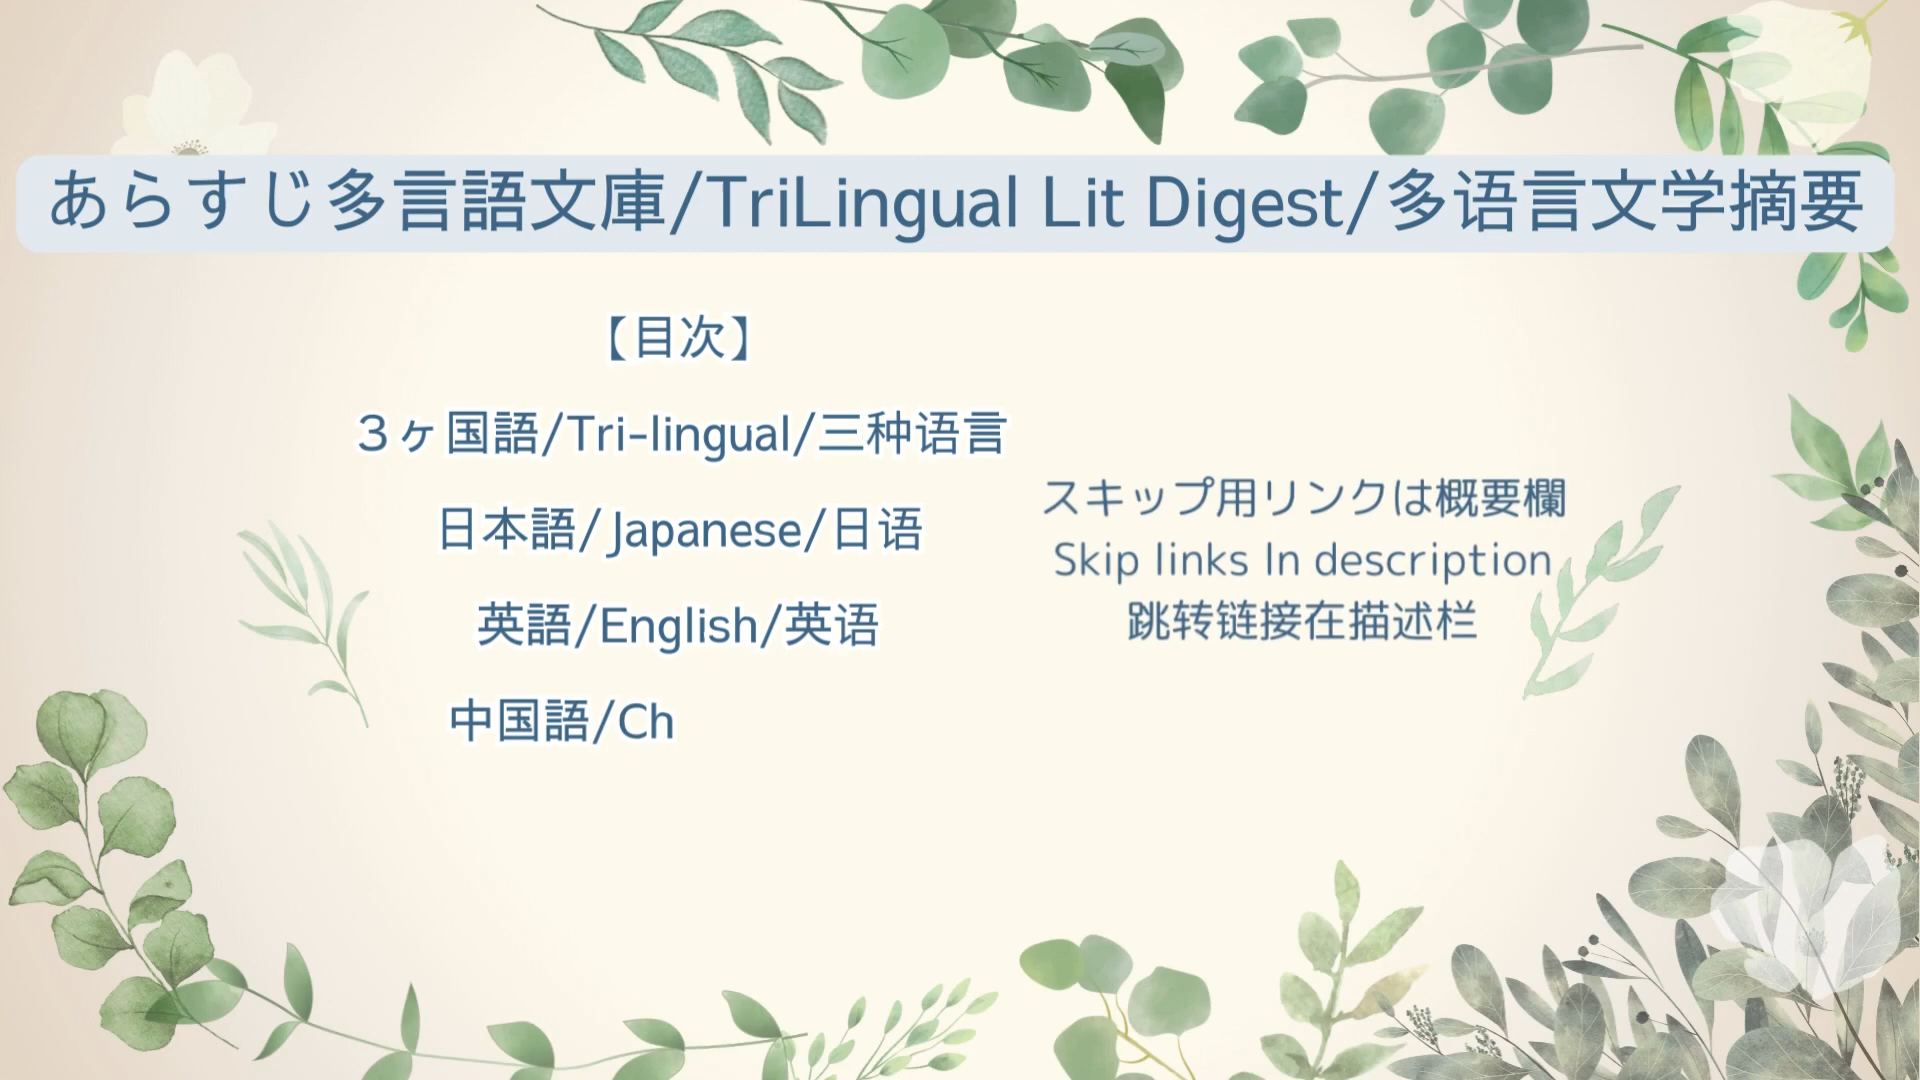 あらすじ多言語文庫/TriLingual Lit Digest/多语言文学摘要
【目次】
３ヶ国語/Tri-lingual/三种语言
日本語/Japanese/日语
英語/English/英语
中国語/Ch
スキップ用リンクは概要欄
Skip links In description
跳转链接在描述栏